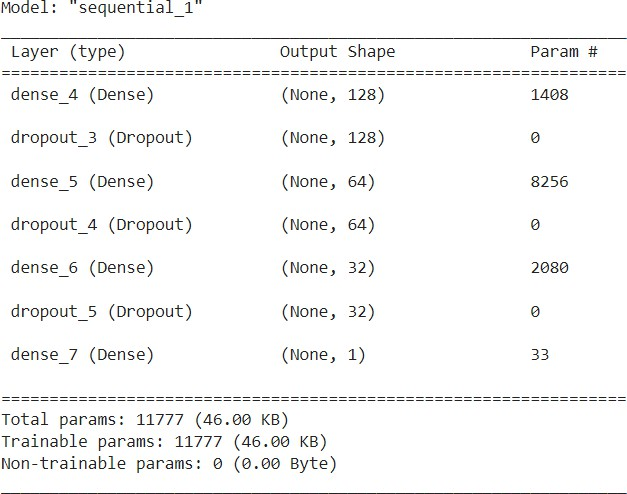 Model: "sequential_1"
_________________________________________________________________
Layer (type) Output Shape Param #
=================================================================
dense_4 (Dense) (None, 128) 1408
dropout_3 (Dropout) (None, 128) 0
dense_5 (Dense) (None, 64) 8256
dropout_4 (Dropout) (None, 64) 0
dense_6 (Dense) (None, 32) 2080
dropout_5 (Dropout) (None, 32) 0
dense_7 (Dense) (None, 1) 33
=================================================================
Total params: 11777 (46.00 KB)
Trainable params: 11777 (46.00 KB)
Non-trainable params: 0 (0.00 Byte)
_________________________________________________________________